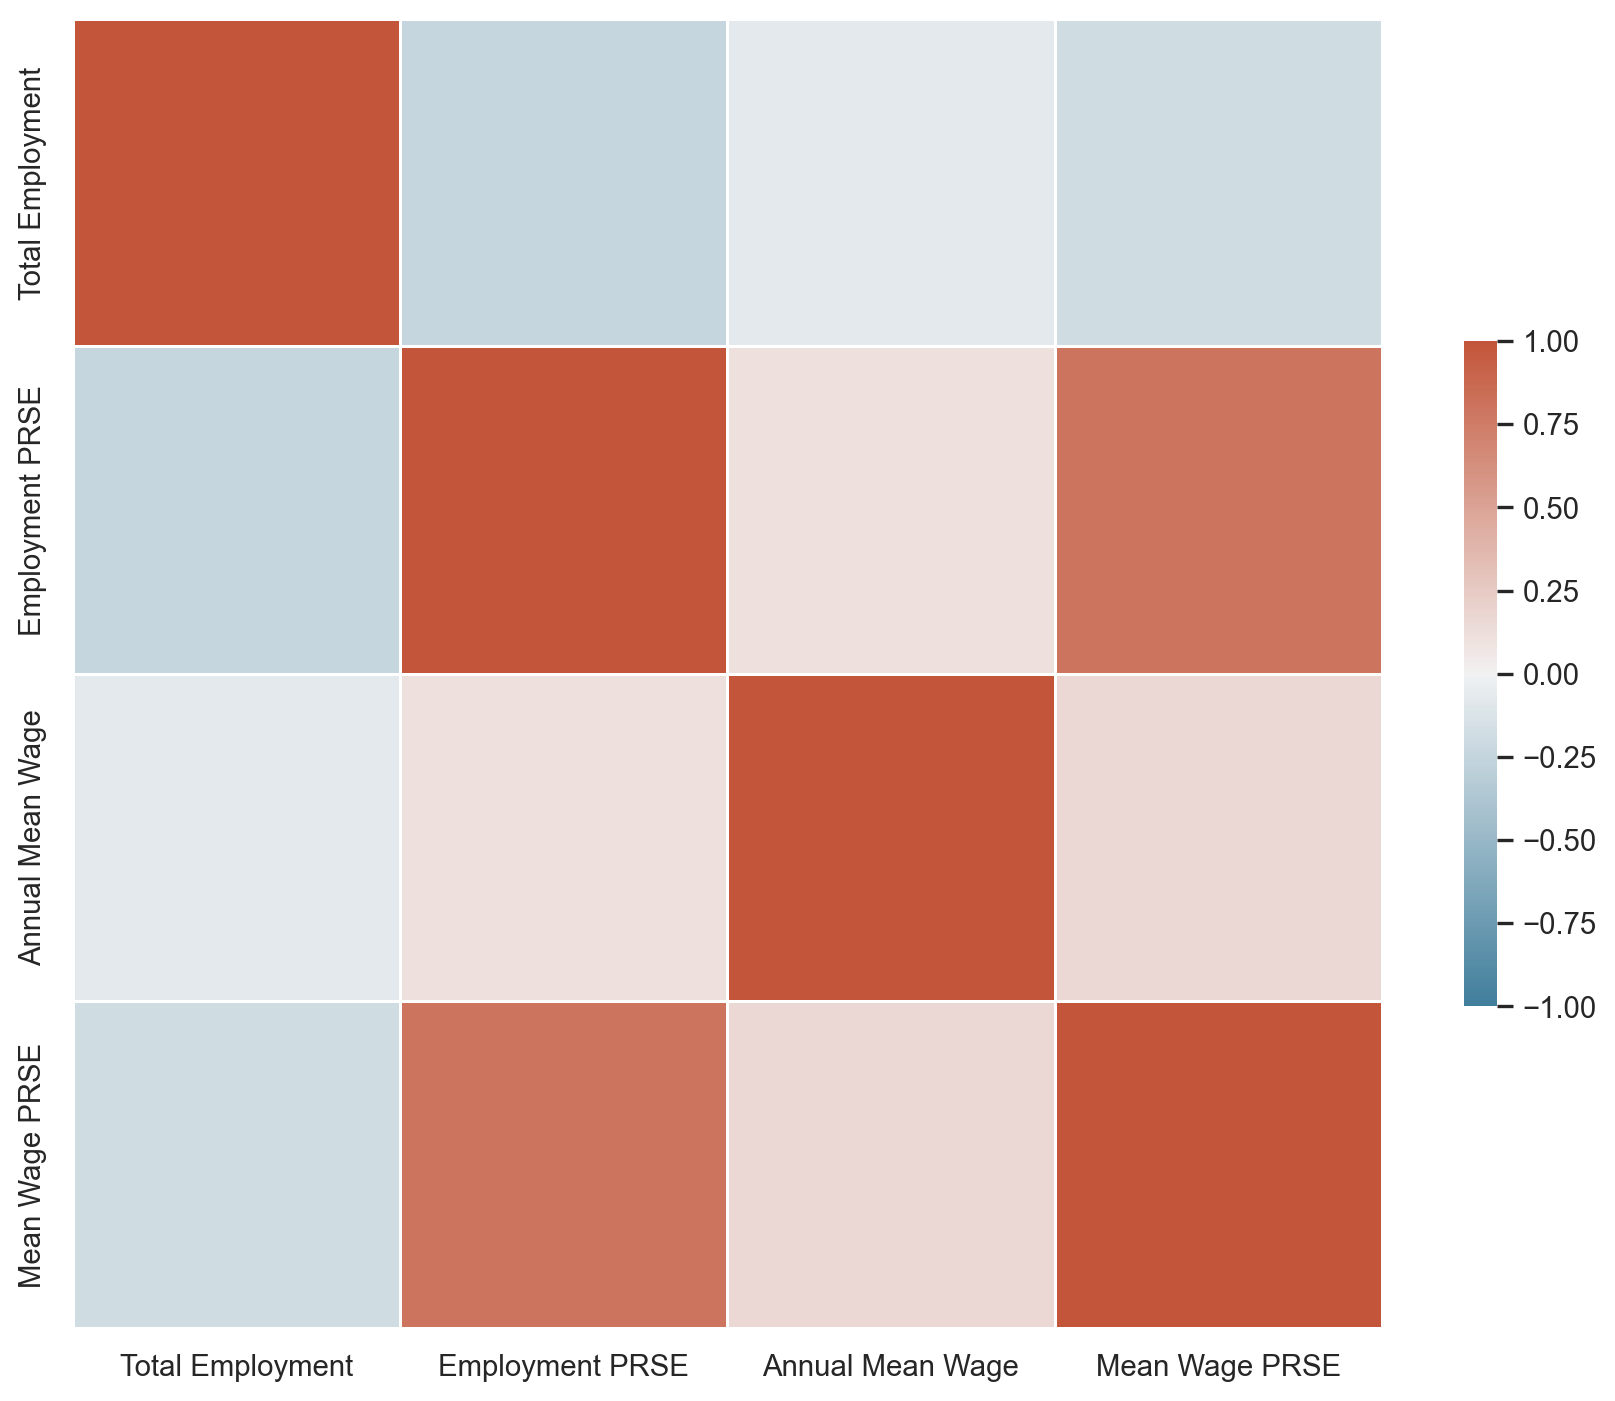 Total Employment
Employment PRSE
Annual Mean Wage
Mean Wage PRSE
1.00
0.75
0.50
0.25
0.00
−0.25
−0.50
−0.75
−1.00
Total Employment
Employment PRSE
Annual Mean Wage
Mean Wage PRSE